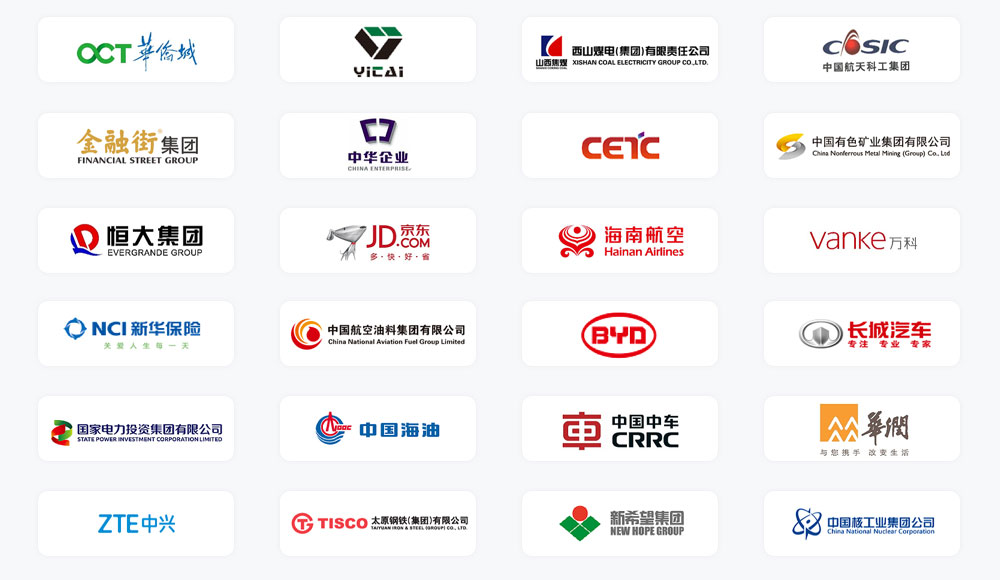 OCT 華僑城
YiCAi
山西焦煤
西山煤电(集团)有限责任公司
XISHAN COAL ELECTRICITY GROUP CO.,LTD.
CASIC
中国航天科工集团
金融街®集团
FINANCIAL STREET GROUP
中华企业
CHINA ENTERPRISE
CETC
中国有色矿业集团有限公司
China Nonferrous Metal Mining (Group) Co., Ltd
恒大集团
EVERGRANDE GROUP
JD.COM 京东
多·快·好·省
海南航空
Hainan Airlines
vanke 万科
NCI 新华保险
关爱人生每一天
中国航空油料集团有限公司
China National Aviation Fuel Group Limited
BYD
长城汽车
专注 专业 专家
国家电力投资集团有限公司
STATE POWER INVESTMENT CORPORATION LIMITED
CNOOC 中国海油
中国中车
CRRC
華潤
与您携手 改变生活
ZTE中兴
TISCO 太原钢铁(集团)有限公司
TAIYUAN IRON & STEEL (GROUP) CO., LTD.
新希望集团
NEW HOPE GROUP
中国核工业集团公司
China National Nuclear Corporation